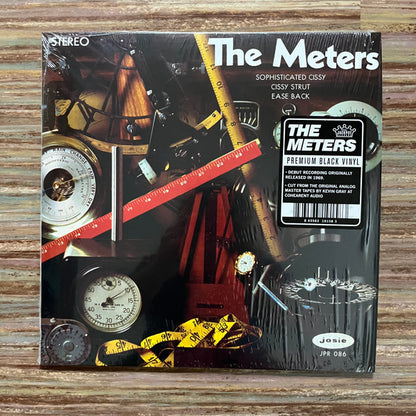 STEREO
The Meters
SOPHISTICATED CISSY
CISSY STRUT
EASE BACK
THE
METERS
PREMIUM BLACK VINYL
• DEBUT RECORDING ORIGINALLY
RELEASED IN 1969.
• CUT FROM THE ORIGINAL ANALOG
MASTER TAPES BY KEVIN GRAY AT
COHEARENT AUDIO
josie
JPR 086